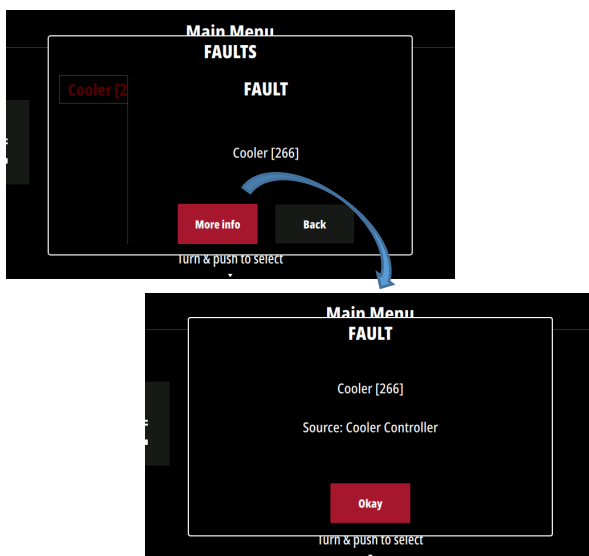 Main Menu
FAULTS
Cooler [2
FAULT
Cooler [266]
More info
Back
Turn & push to select
Main Menu
FAULT
Cooler [266]
Source: Cooler Controller
Okay
Turn & push to select